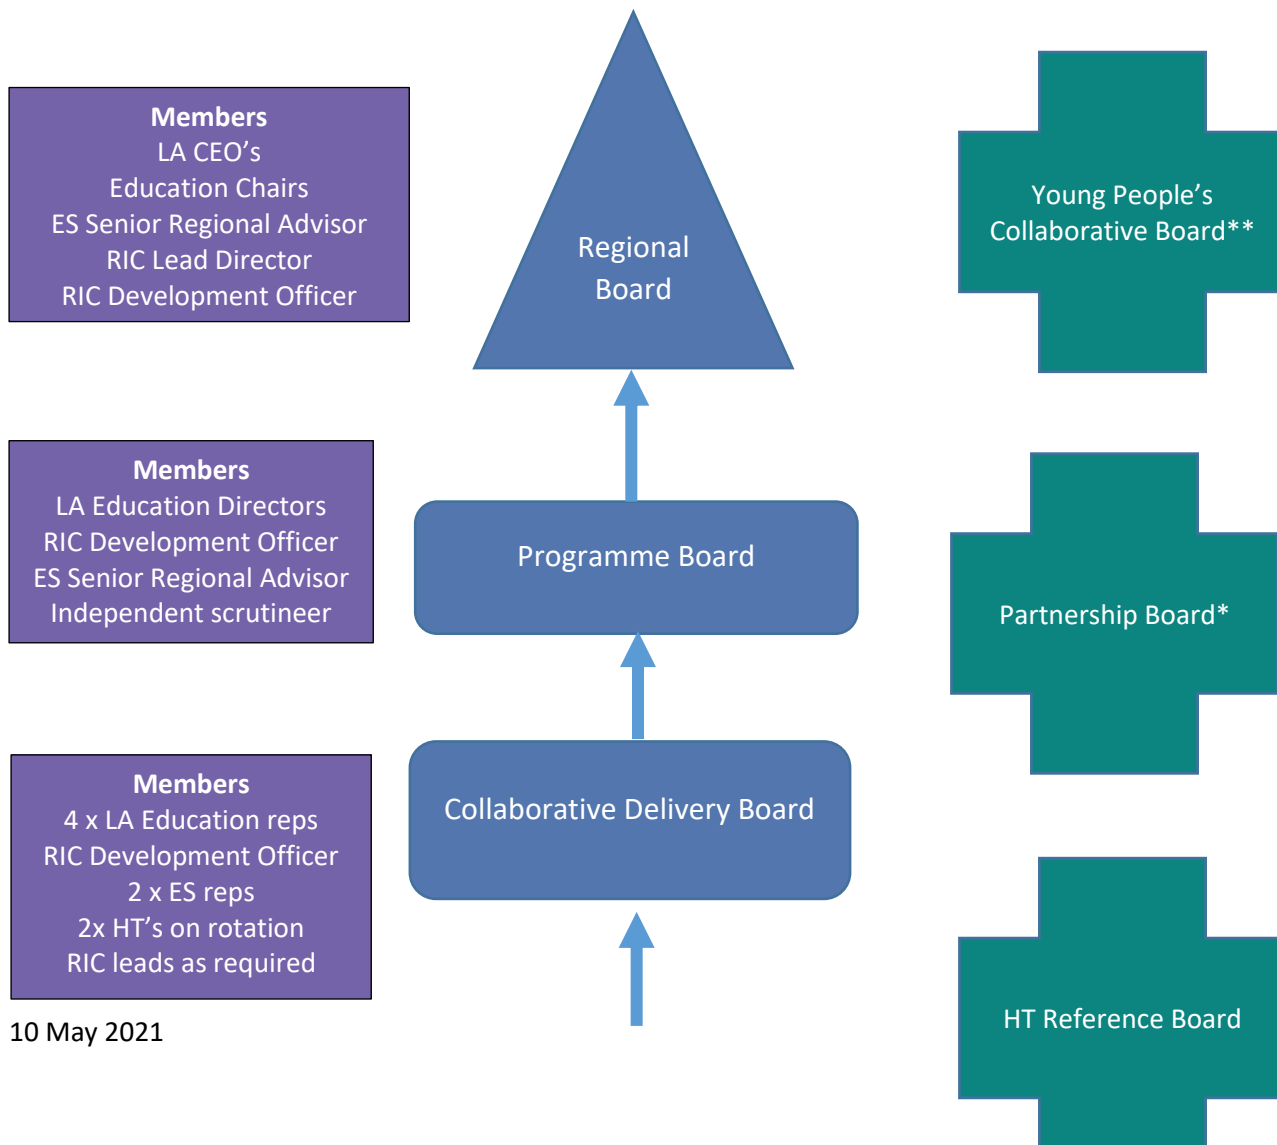 Members
LA CEO’s
Education Chairs
ES Senior Regional Advisor
RIC Lead Director
RIC Development Officer
Regional
Board
Young People’s
Collaborative Board**
Members
LA Education Directors
RIC Development Officer
ES Senior Regional Advisor
Independent scrutineer
Programme Board
Partnership Board*
Members
4 x LA Education reps
RIC Development Officer
2 x ES reps
2x HT’s on rotation
RIC leads as required
Collaborative Delivery Board
HT Reference Board
10 May 2021